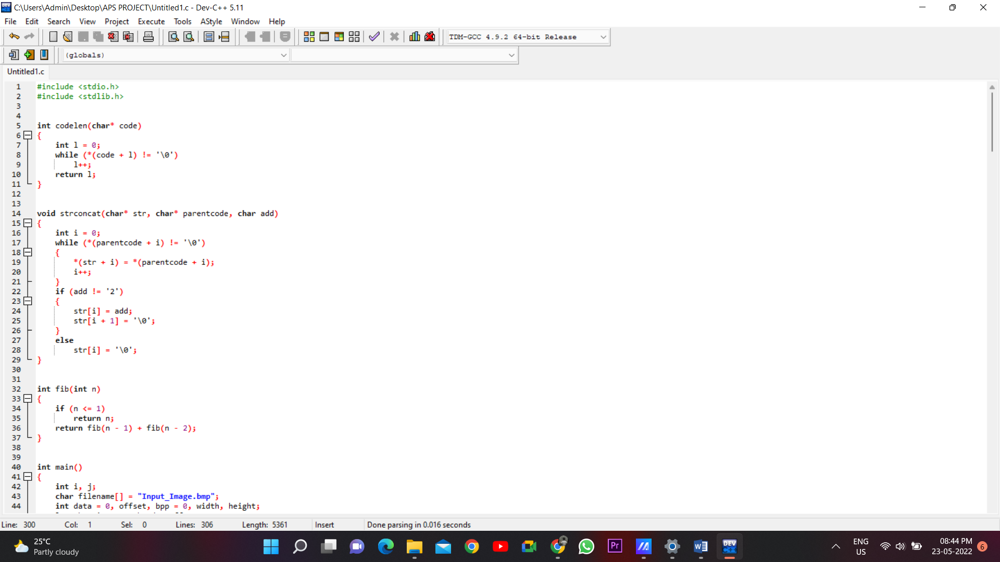 C:\Users\Admin\Desktop\APS PROJECT\Untitled1.c - Dev-C++ 5.11
File Edit Search View Project Execute Tools AStyle Window Help
TDM-GCC 4.9.2 64-bit Release
(globals)
Untitled1.c
1 #include <stdio.h>
2 #include <stdlib.h>
3
4
5 int codelen(char* code)
6 {
7 int l = 0;
8 while (*(code + l) != '\0')
9 l++;
10 return l;
11 }
12
13
14 void strconcat(char* str, char* parentcode, char add)
15 {
16 int i = 0;
17 while (*(parentcode + i) != '\0')
18 {
19 *(str + i) = *(parentcode + i);
20 i++;
21 }
22 if (add != '2')
23 {
24 str[i] = add;
25 str[i + 1] = '\0';
26 }
27 else
28 str[i] = '\0';
29 }
30
31
32 int fib(int n)
33 {
34 if (n <= 1)
35 return n;
36 return fib(n - 1) + fib(n - 2);
37 }
38
39
40 int main()
41 {
42 int i, j;
43 char filename[] = "Input_Image.bmp";
44 int data = 0, offset, bpp = 0, width, height;
Line: 300 Col: 1 Sel: 0 Lines: 306 Length: 5361 Insert Done parsing in 0.016 seconds
25°C
Partly cloudy
Pr
DEV
C++
ENG
US
08:44 PM
23-05-2022
6